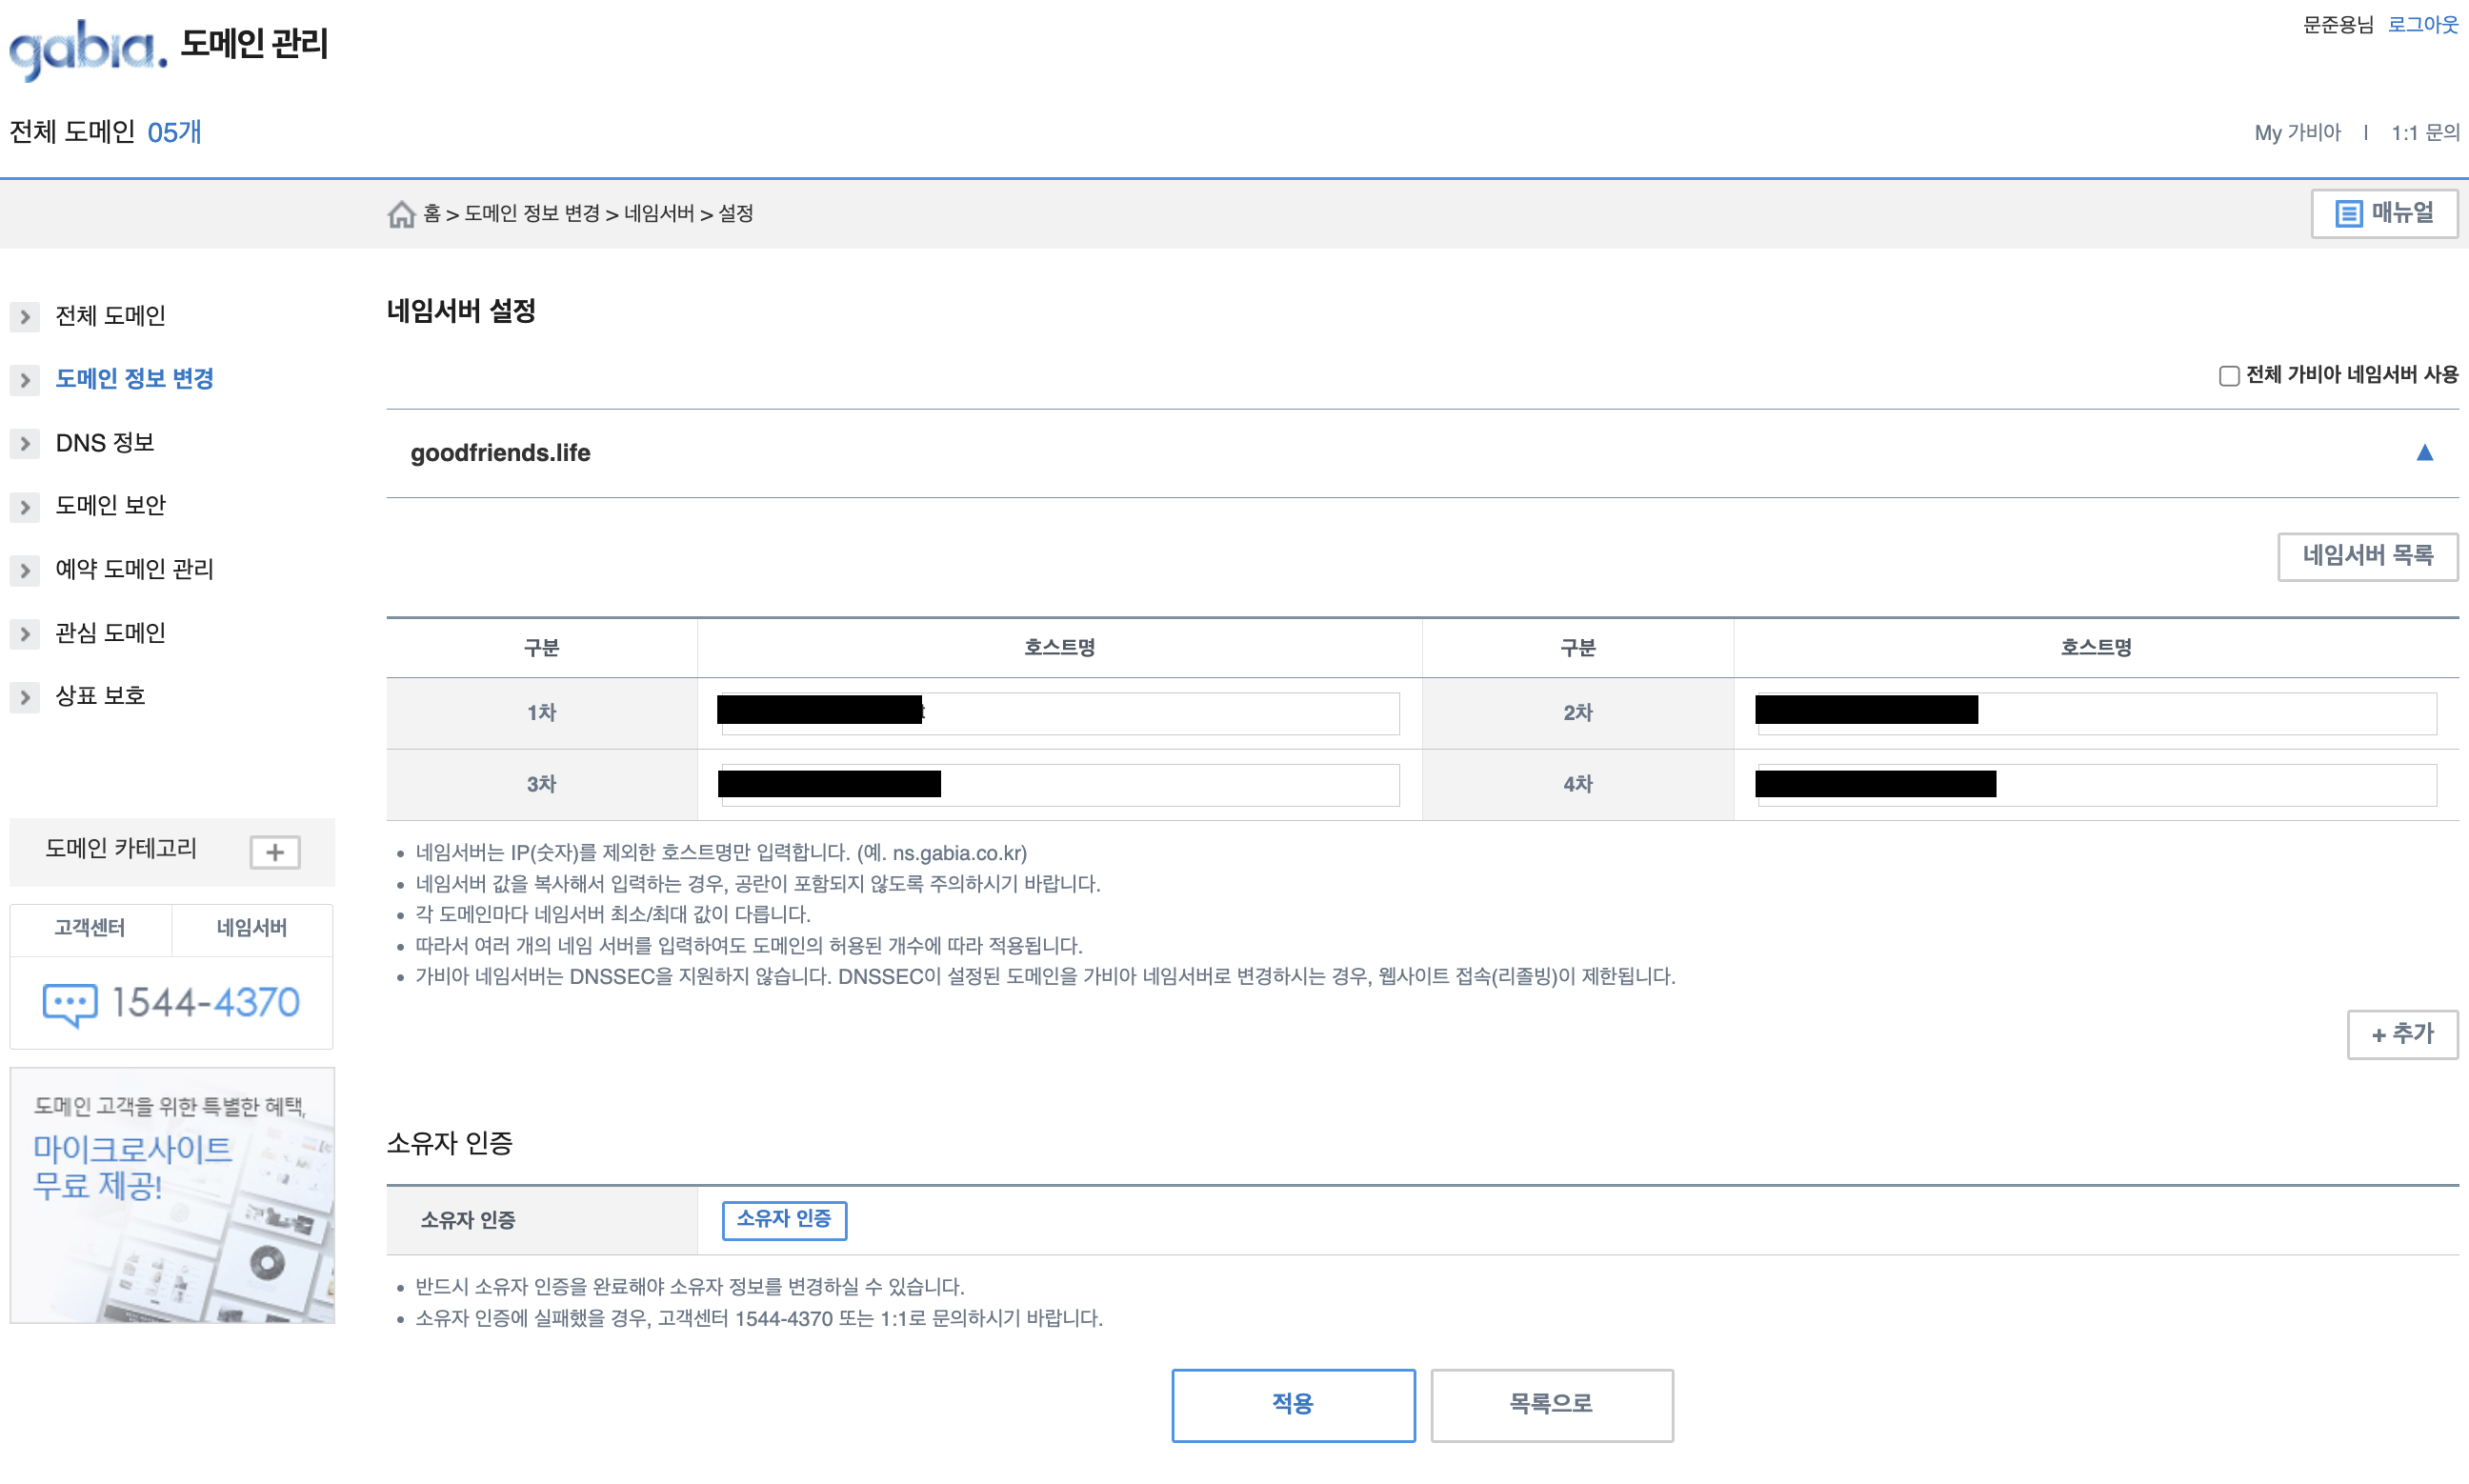 gabia. 도메인 관리
문준용님 로그아웃
전체 도메인 05개
My 가비아 | 1:1 문의
홈 > 도메인 정보 변경 > 네임서버 > 설정
매뉴얼
전체 도메인
도메인 정보 변경
DNS 정보
도메인 보안
예약 도메인 관리
관심 도메인
상표 보호
도메인 카테고리 +
고객센터 네임서버
1544-4370
도메인 고객을 위한 특별한 혜택,
마이크로사이트
무료 제공!
네임서버 설정
전체 가비아 네임서버 사용
goodfriends.life ▲
네임서버 목록
구분 호스트명 구분 호스트명
1차 2차
3차 4차
• 네임서버는 IP(숫자)를 제외한 호스트명만 입력합니다. (예. ns.gabia.co.kr)
• 네임서버 값을 복사해서 입력하는 경우, 공란이 포함되지 않도록 주의하시기 바랍니다.
• 각 도메인마다 네임서버 최소/최대 값이 다릅니다.
• 따라서 여러 개의 네임 서버를 입력하여도 도메인의 허용된 개수에 따라 적용됩니다.
• 가비아 네임서버는 DNSSEC을 지원하지 않습니다. DNSSEC이 설정된 도메인을 가비아 네임서버로 변경하시는 경우, 웹사이트 접속(리졸빙)이 제한됩니다.
+ 추가
소유자 인증
소유자 인증 소유자 인증
• 반드시 소유자 인증을 완료해야 소유자 정보를 변경하실 수 있습니다.
• 소유자 인증에 실패했을 경우, 고객센터 1544-4370 또는 1:1로 문의하시기 바랍니다.
적용 목록으로